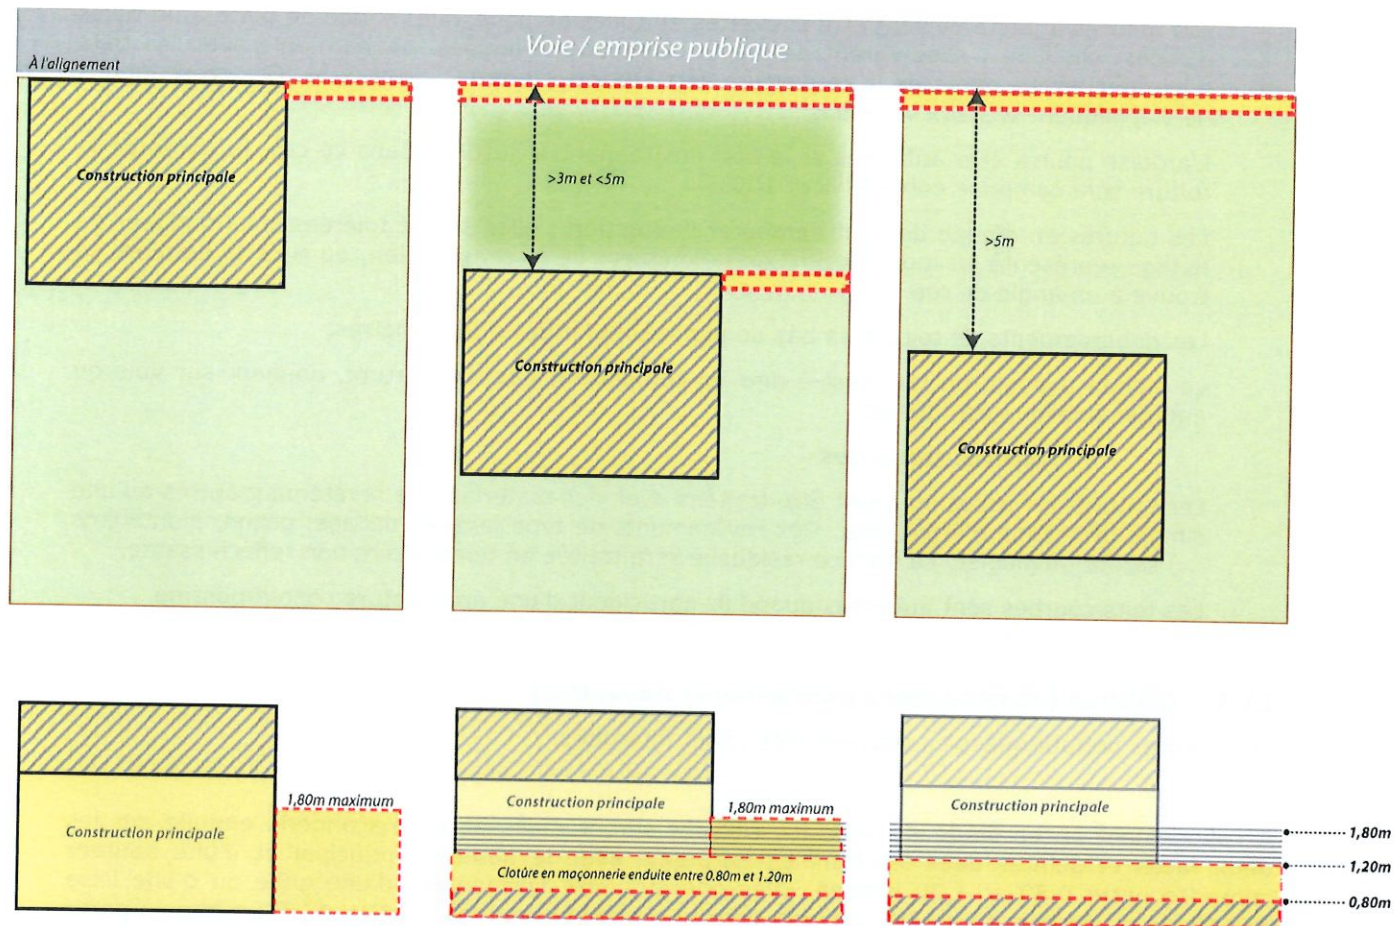 Voie / emprise publique
À l'alignement
Construction principale
>3m et <5m
Construction principale
>5m
Construction principale
1,80m maximum
Construction principale
Construction principale
1,80m maximum
Clotûre en maçonnerie enduite entre 0.80m et 1.20m
Construction principale
1,80m
1,20m
0,80m